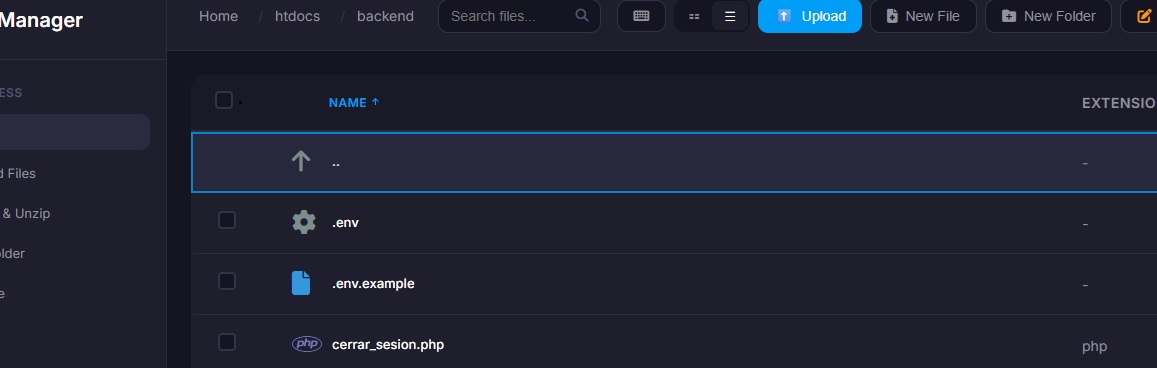 Manager
Home / htdocs / backend
Search files...
Upload
New File
New Folder
ESS
NAME ↑
EXTENSIO
..
-
d Files
& Unzip
.env
-
older
.env.example
-
e
php
cerrar_sesion.php
php